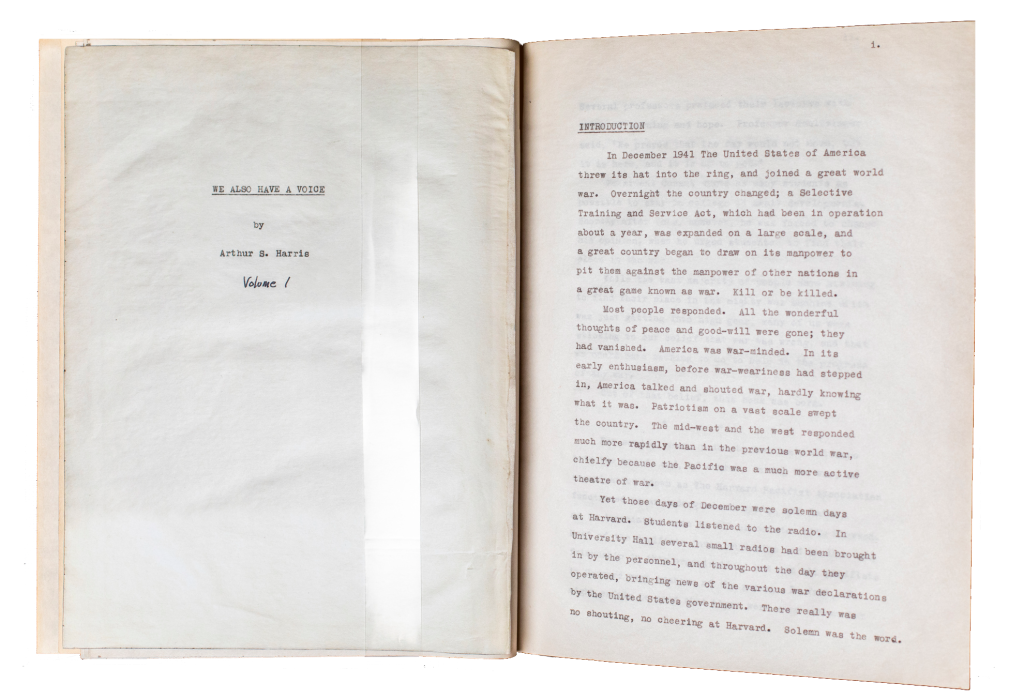 WE ALSO HAVE A VOICE
by
Arthur S. Harris
Volume 1
1.
INTRODUCTION
In December 1941 The United States of America
threw its hat into the ring, and joined a great world
war. Overnight the country changed; a Selective
Training and Service Act, which had been in operation
about a year, was expanded on a large scale, and
a great country began to draw on its manpower to
pit them against the manpower of other nations in
a great game known as war. Kill or be killed.
Most people responded. All the wonderful
thoughts of peace and good-will were gone; they
had vanished. America was war-minded. In its
early enthusiasm, before war-weariness had stepped
in, America talked and shouted war, hardly knowing
what it was. Patriotism on a vast scale swept
the country. The mid-west and the west responded
much more rapidly than in the previous world war,
chielfy because the Pacific was a much more active
theatre of war.
Yet those days of December were solemn days
at Harvard. Students listened to the radio. In
University Hall several small radios had been brought
in by the personnel, and throughout the day they
operated, bringing news of the various war declarations
by the United States government. There really was
no shouting, no cheering at Harvard. Solemn was the word.